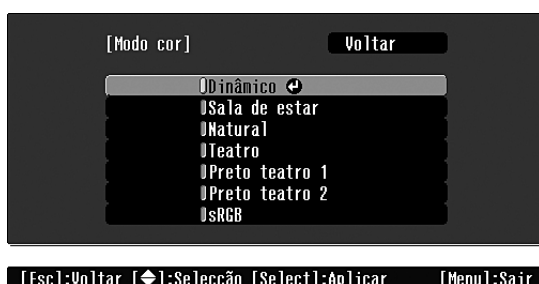 [Modo cor] Voltar
Dinâmico
Sala de estar
Natural
Teatro
Preto teatro 1
Preto teatro 2
sRGB
[Esc]:Voltar [◆]:Selecção [Select]:Aplicar [Menu]:Sair